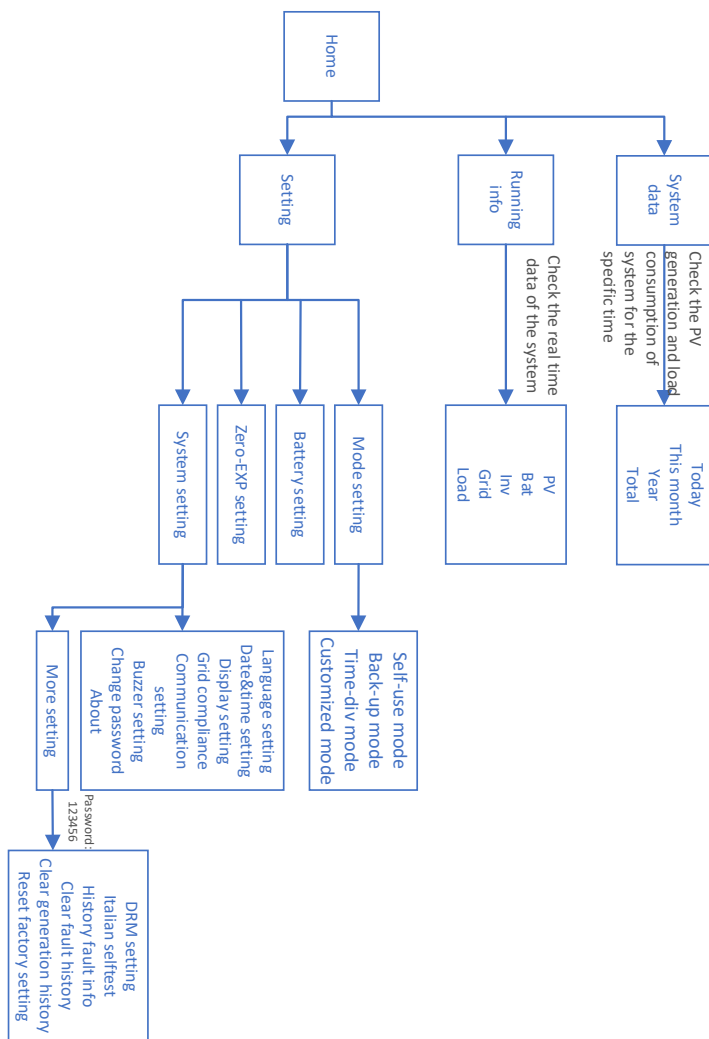 Home
System
data
Check the PV
generation and load
consumption of
system for the
spedific time
Today
This month
Year
Total
Running
info
Check the real time
data of the system
PV
Bat
Inv
Grid
Load
Setting
Mode setting
Self-use mode
Back-up mode
Time-div mode
Customized mode
Battery setting
Zero-EXP setting
System setting
Language setting
Date&time setting
Display setting
Grid compliance
Communication
setting
Buzzer setting
Change password
About
More setting
Password:
123456
DRM setting
Italian selftest
History fault info
Clear fault history
Clear generation history
Reset factory setting